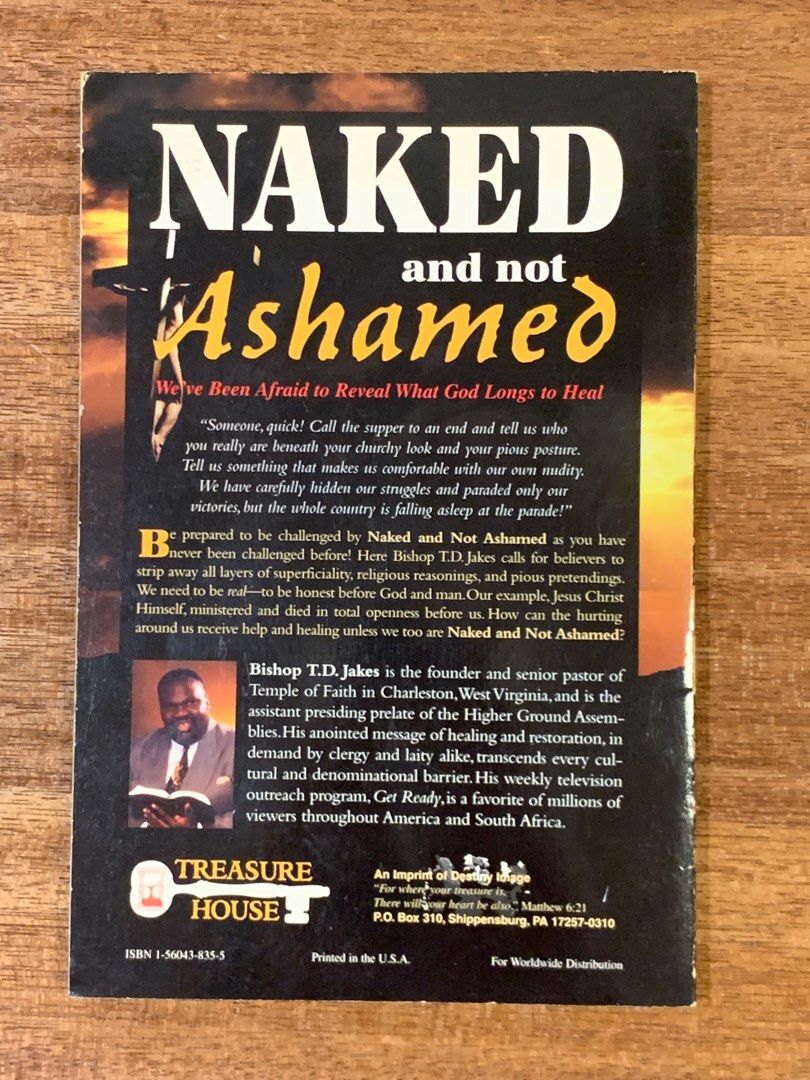 NAKED
and not
Ashamed
We've Been Afraid to Reveal What God Longs to Heal
"Someone, quick! Call the supper to an end and tell us who
you really are beneath your churchy look and your pious posture.
Tell us something that makes us comfortable with our own nudity.
We have carefully hidden our struggles and paraded only our
victories, but the whole country is falling asleep at the parade!"
Be prepared to be challenged by Naked and Not Ashamed as you have
never been challenged before! Here Bishop T.D. Jakes calls for believers to
strip away all layers of superficiality, religious reasonings, and pious pretendings.
We need to be real—to be honest before God and man. Our example, Jesus Christ
Himself, ministered and died in total openness before us. How can the hurting
around us receive help and healing unless we too are Naked and Not Ashamed?
Bishop T.D. Jakes is the founder and senior pastor of
Temple of Faith in Charleston, West Virginia, and is the
assistant presiding prelate of the Higher Ground Assem-
blies. His anointed message of healing and restoration, in
demand by clergy and laity alike, transcends every cul-
tural and denominational barrier. His weekly television
outreach program, Get Ready, is a favorite of millions of
viewers throughout America and South Africa.
TREASURE
HOUSE
An Imprint of Destiny Image
"For where your treasure is,
There will your heart be also." Matthew 6:21
P.O. Box 310, Shippensburg, PA 17257-0310
ISBN 1-56043-835-5
Printed in the U.S.A.
For Worldwide Distribution